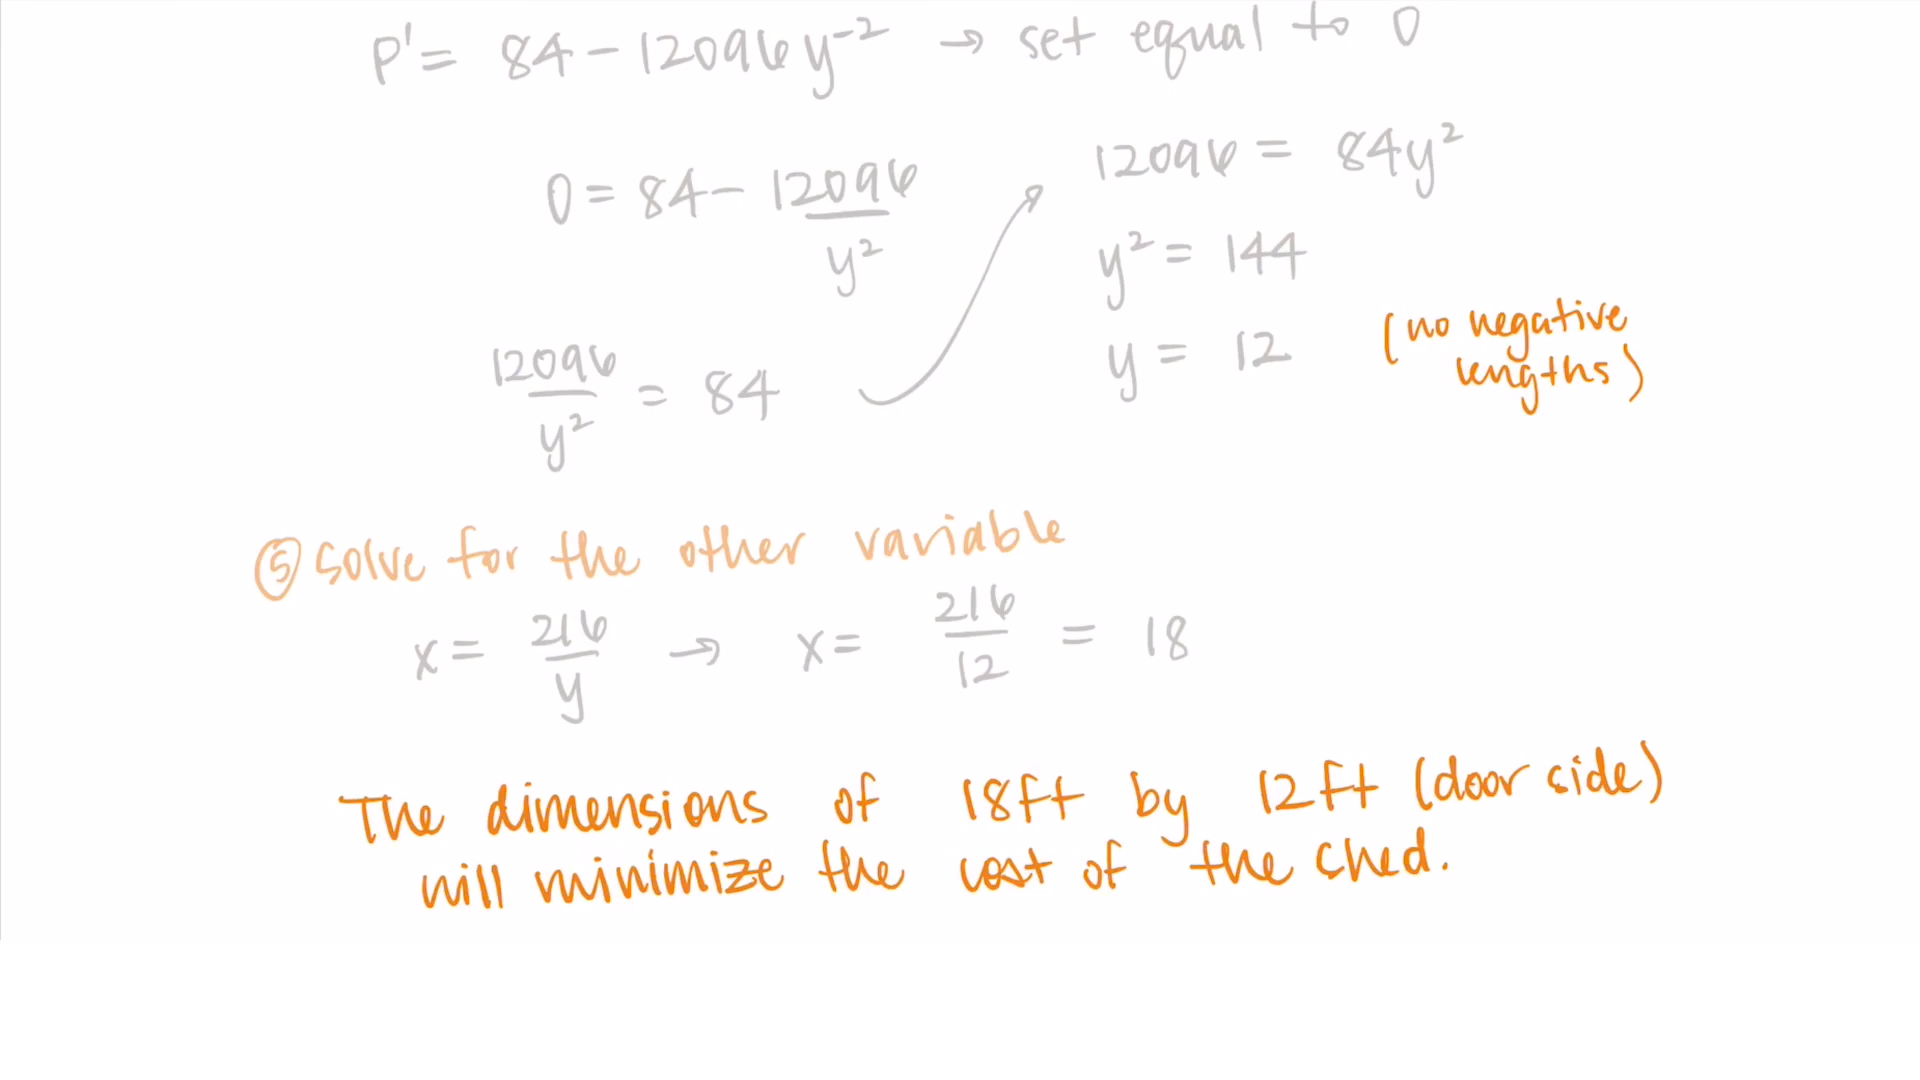 P' = 84 - 12096y⁻² → set equal to 0
0 = 84 - 12096/y²
12096/y² = 84
12096 = 84y²
y² = 144
y = 12 (no negative
lengths)
⑤ Solve for the other variable
x = 216/y → x = 216/12 = 18
The dimensions of 18ft by 12ft (door side)
will minimize the cost of the ched.